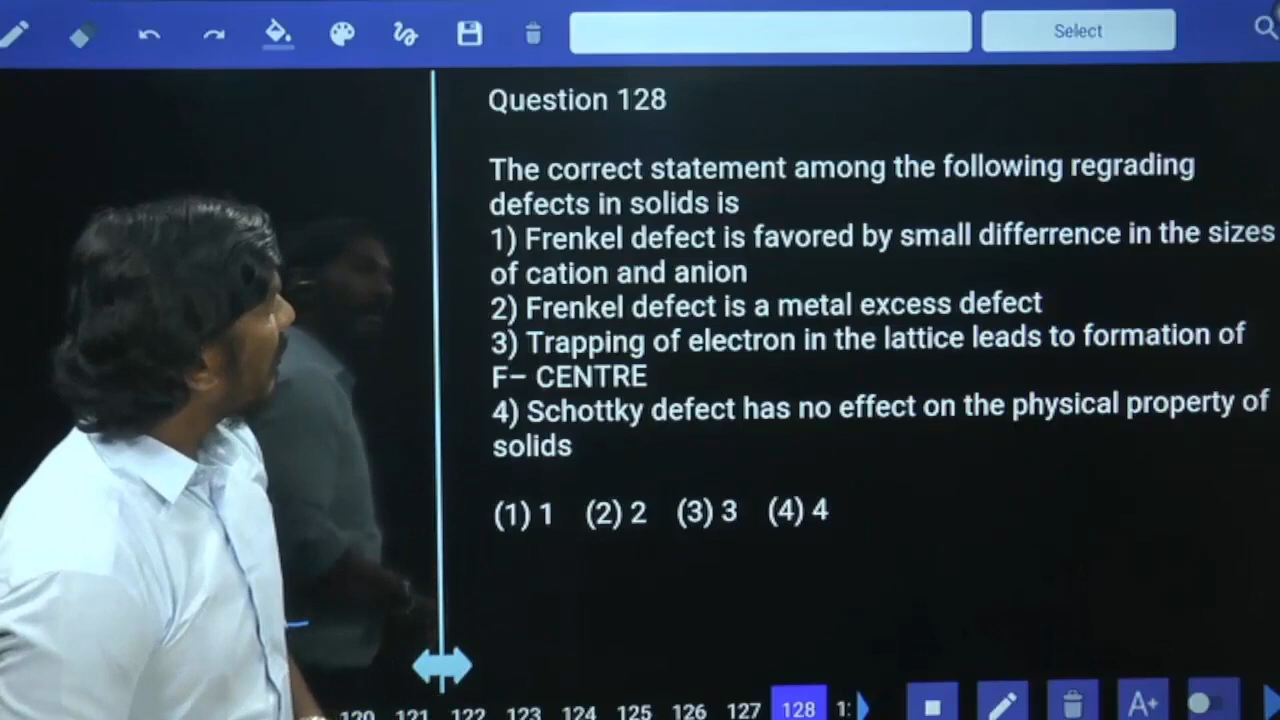 Select
Question 128
The correct statement among the following regrading
defects in solids is
1) Frenkel defect is favored by small differrence in the sizes
of cation and anion
2) Frenkel defect is a metal excess defect
3) Trapping of electron in the lattice leads to formation of
F– CENTRE
4) Schottky defect has no effect on the physical property of
solids
(1) 1 (2) 2 (3) 3 (4) 4
120 121 122 123 124 125 126 127 128 1:
A+